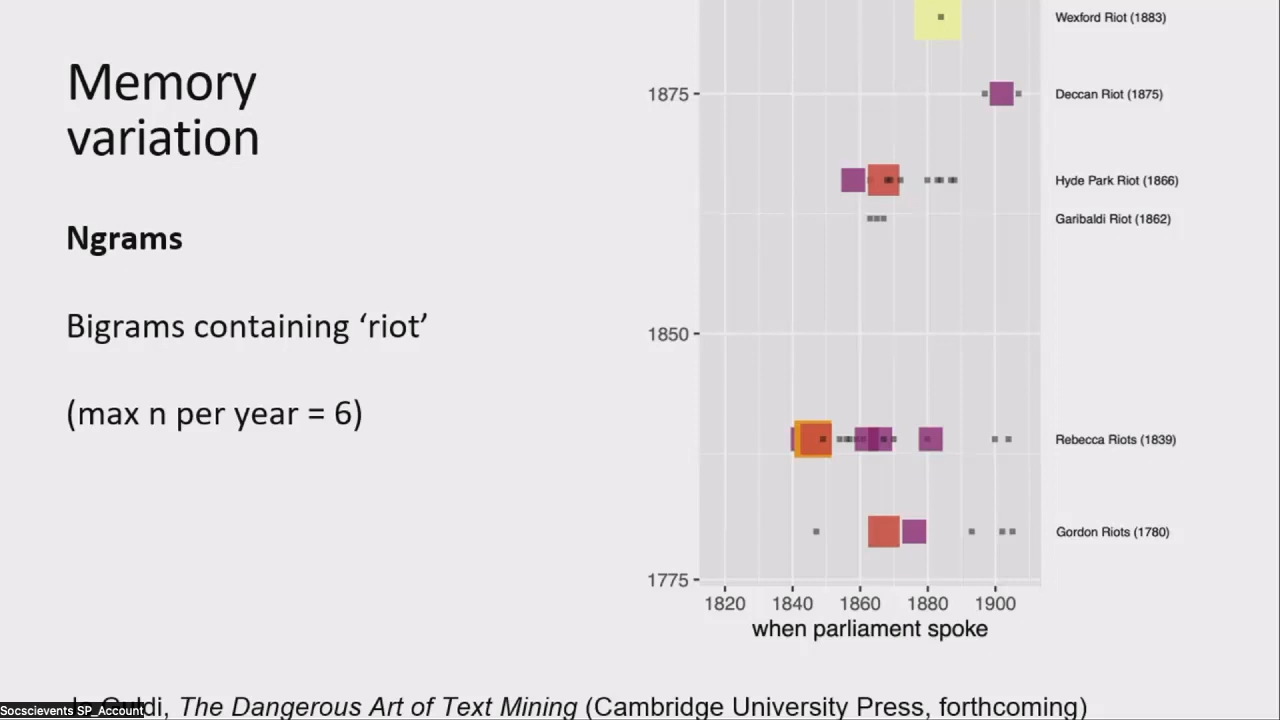 Memory
variation
Ngrams
Bigrams containing ‘riot’
(max n per year = 6)
Wexford Riot (1883)
1875
Deccan Riot (1875)
Hyde Park Riot (1866)
Garibaldi Riot (1862)
1850
Rebecca Riots (1839)
Gordon Riots (1780)
1775
1820 1840 1860 1880 1900
when parliament spoke
Guldi, The Dangerous Art of Text Mining (Cambridge University Press, forthcoming)
Socscievents SP_Account